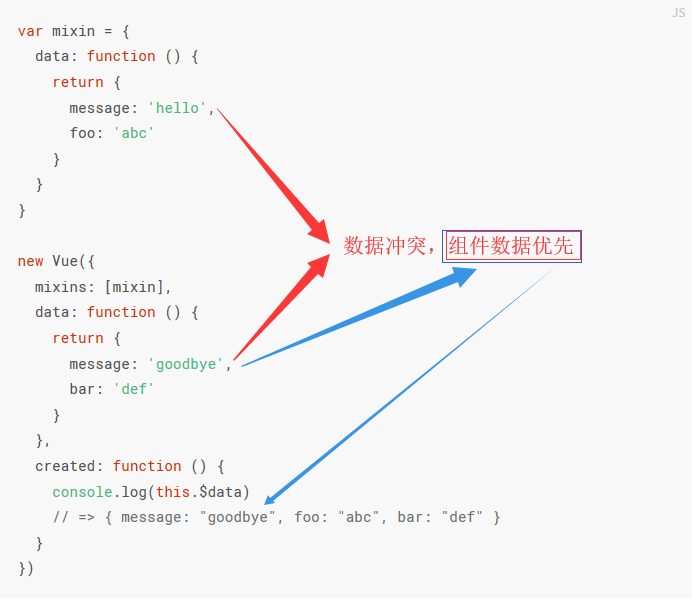 JS
var mixin = {
  data: function () {
    return {
      message: 'hello',
      foo: 'abc'
    }
  }
}
数据冲突，组件数据优先
new Vue({
  mixins: [mixin],
  data: function () {
    return {
      message: 'goodbye',
      bar: 'def'
    }
  },
  created: function () {
    console.log(this.$data)
    // => { message: "goodbye", foo: "abc", bar: "def" }
  }
})